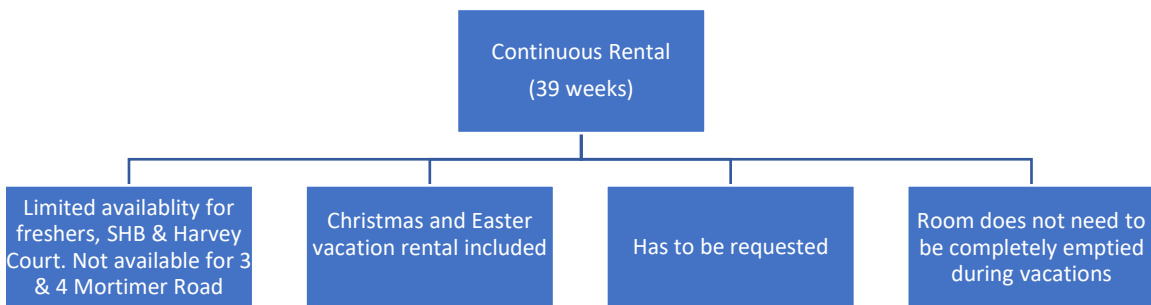 Continuous Rental
(39 weeks)
Limited availablity for
freshers, SHB & Harvey
Court. Not available for 3
& 4 Mortimer Road
Christmas and Easter
vacation rental included
Has to be requested
Room does not need to
be completely emptied
during vacations